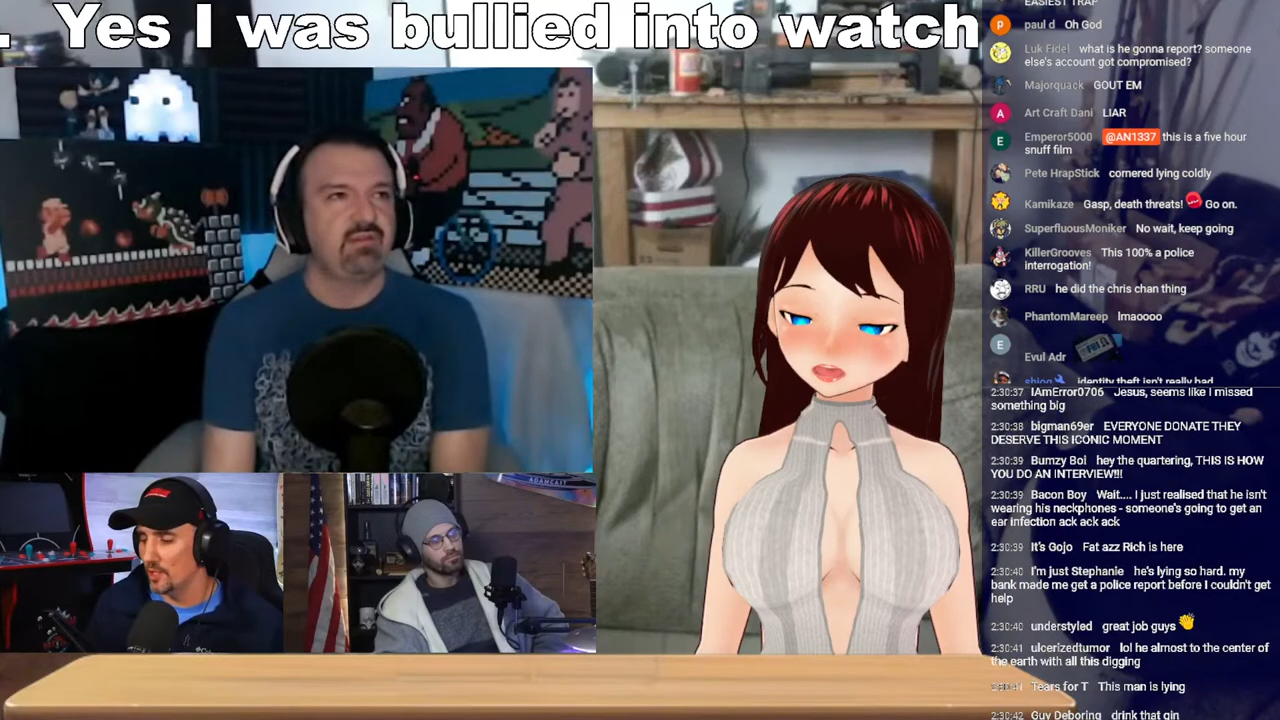 . Yes I was bullied into watch
EASIEST TRAP
paul d Oh God
Luk Fidel what is he gonna report? someone
else's account got compromised?
Majorquack GOUT EM
Art Craft Dani LIAR
Emperor5000 @AN1337 this is a five hour
snuff film
Pete HrapStick cornered lying coldly
Kamikaze Gasp, death threats! Go on.
SuperfluousMoniker No wait, keep going
KillerGrooves This 100% a police
interrogation!
RRU he did the chris chan thing
PhantomMareep lmaoooo
Evul Adr
shiog identity theft isn't really bad
2:30:37 IAmError0706 Jesus, seems like I missed
something big
2:30:38 bigman69er EVERYONE DONATE THEY
DESERVE THIS ICONIC MOMENT
2:30:39 Bumzy Boi hey the quartering, THIS IS HOW
YOU DO AN INTERVIEW!!!
2:30:39 Bacon Boy Wait.... I just realised that he isn't
wearing his neckphones - someone's going to get an
ear infection ack ack ack
2:30:39 It's Gojo Fat azz Rich is here
2:30:40 I'm just Stephanie he's lying so hard. my
bank made me get a police report before I couldn't get
help
2:30:40 understyled great job guys
2:30:41 ulcerizedtumor lol he almost to the center of
the earth with all this digging
2:30:41 Tears for T This man is lying
2:30:42 Guy Deboring drink that gin